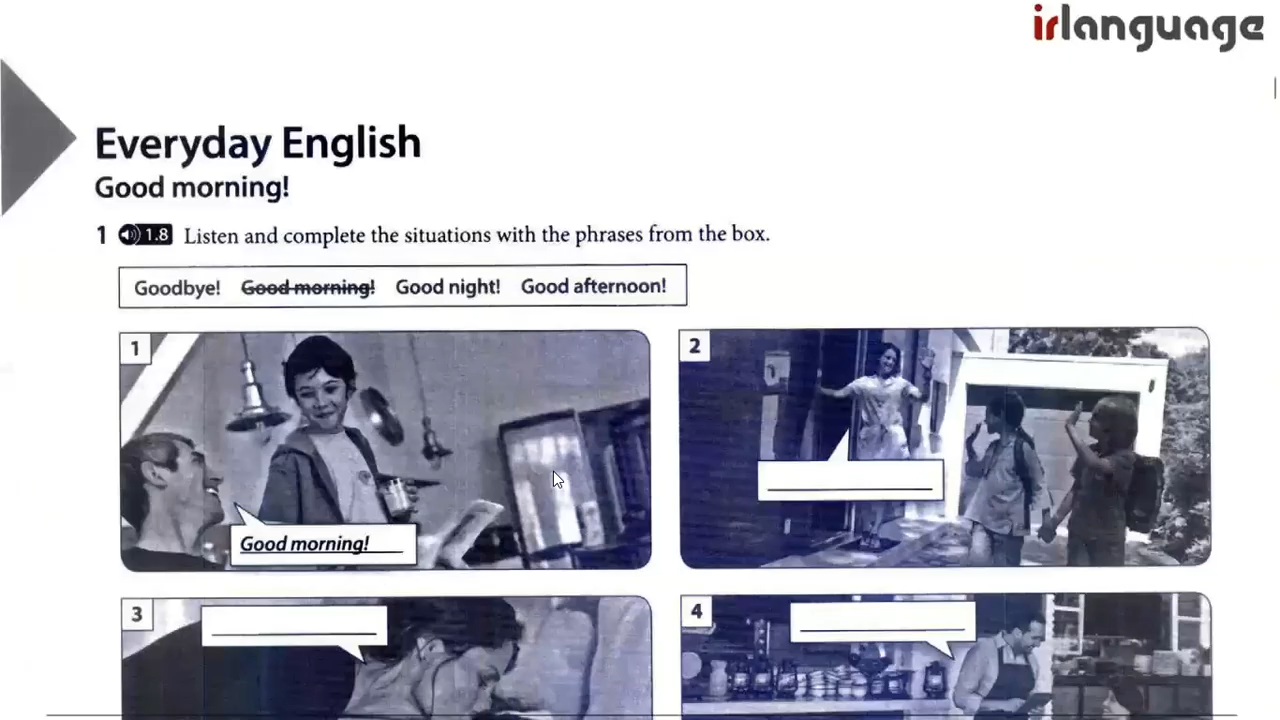 irlanguage
Everyday English
Good morning!
1 1.8 Listen and complete the situations with the phrases from the box.
Goodbye! Good morning! Good night! Good afternoon!
1
2
Good morning!
3
4